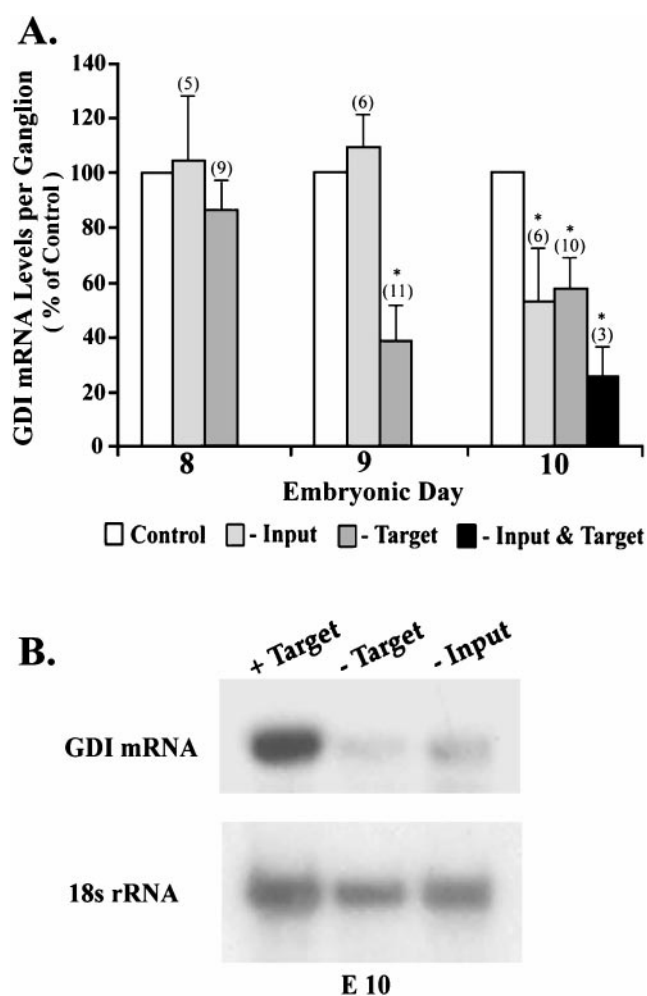 A.
GDI mRNA Levels per Ganglion
( % of Control)
140
120
100
80
60
40
20
0
(5)
(9)
(6)
*
(11)
*
(6)
*
(10)
*
(3)
8
9
10
Embryonic Day
Control
- Input
- Target
- Input & Target
B.
+ Target
- Target
- Input
GDI mRNA
18s rRNA
E 10